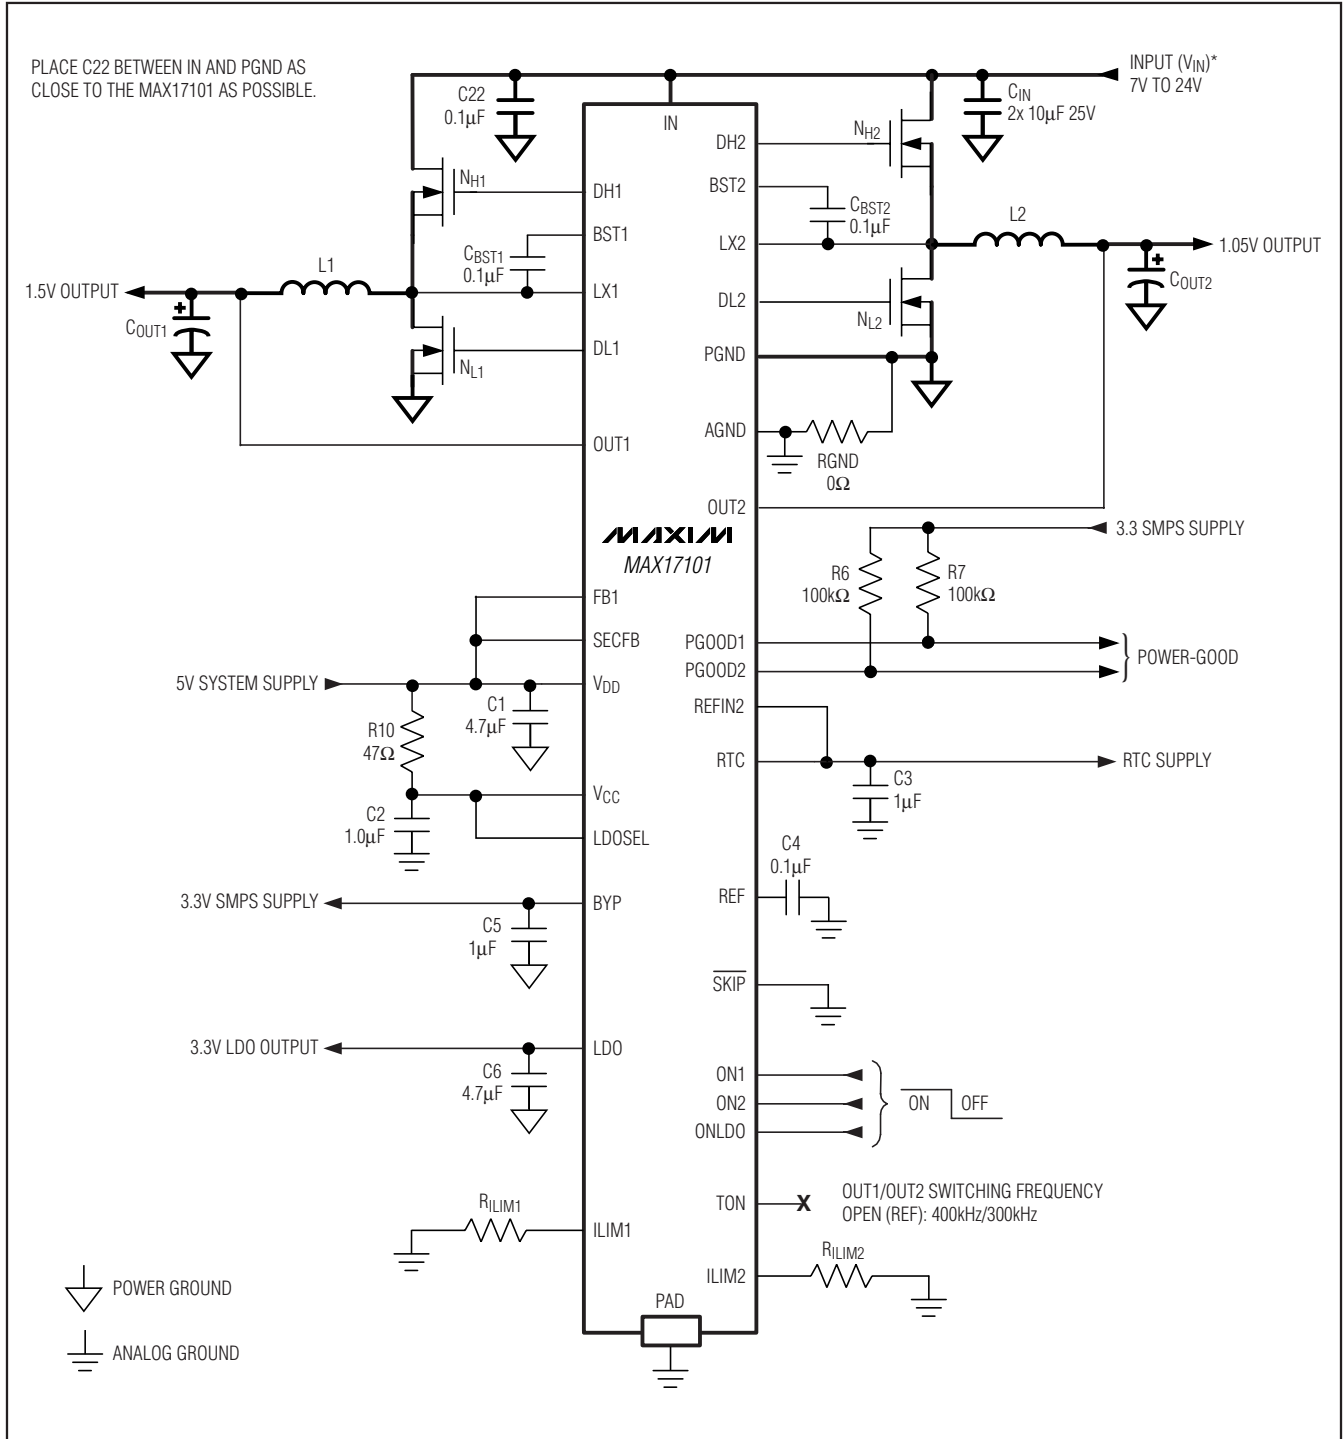 PLACE C22 BETWEEN IN AND PGND AS
CLOSE TO THE MAX17101 AS POSSIBLE.
INPUT (VIN)*
7V TO 24V
C22
0.1μF
CIN
2x 10μF 25V
IN
NH1
NH2
DH1
DH2
BST1
BST2
CBST1
0.1μF
CBST2
0.1μF
LX1
LX2
L1
L2
1.5V OUTPUT
1.05V OUTPUT
COUT1
COUT2
DL1
DL2
NL1
NL2
PGND
AGND
RGND
0Ω
OUT1
OUT2
MAXIM
MAX17101
3.3 SMPS SUPPLY
R6
100kΩ
R7
100kΩ
FB1
SECFB
PGOOD1
PGOOD2
POWER-GOOD
5V SYSTEM SUPPLY
VDD
C1
4.7μF
R10
47Ω
REFIN2
RTC
RTC SUPPLY
C3
1μF
VCC
C2
1.0μF
LDOSEL
C4
0.1μF
REF
3.3V SMPS SUPPLY
BYP
C5
1μF
SKIP
3.3V LDO OUTPUT
LDO
C6
4.7μF
ON1
ON2
ONLDO
ON
OFF
TON
X
OUT1/OUT2 SWITCHING FREQUENCY
OPEN (REF): 400kHz/300kHz
RILIM1
ILIM1
RILIM2
ILIM2
PAD
POWER GROUND
ANALOG GROUND